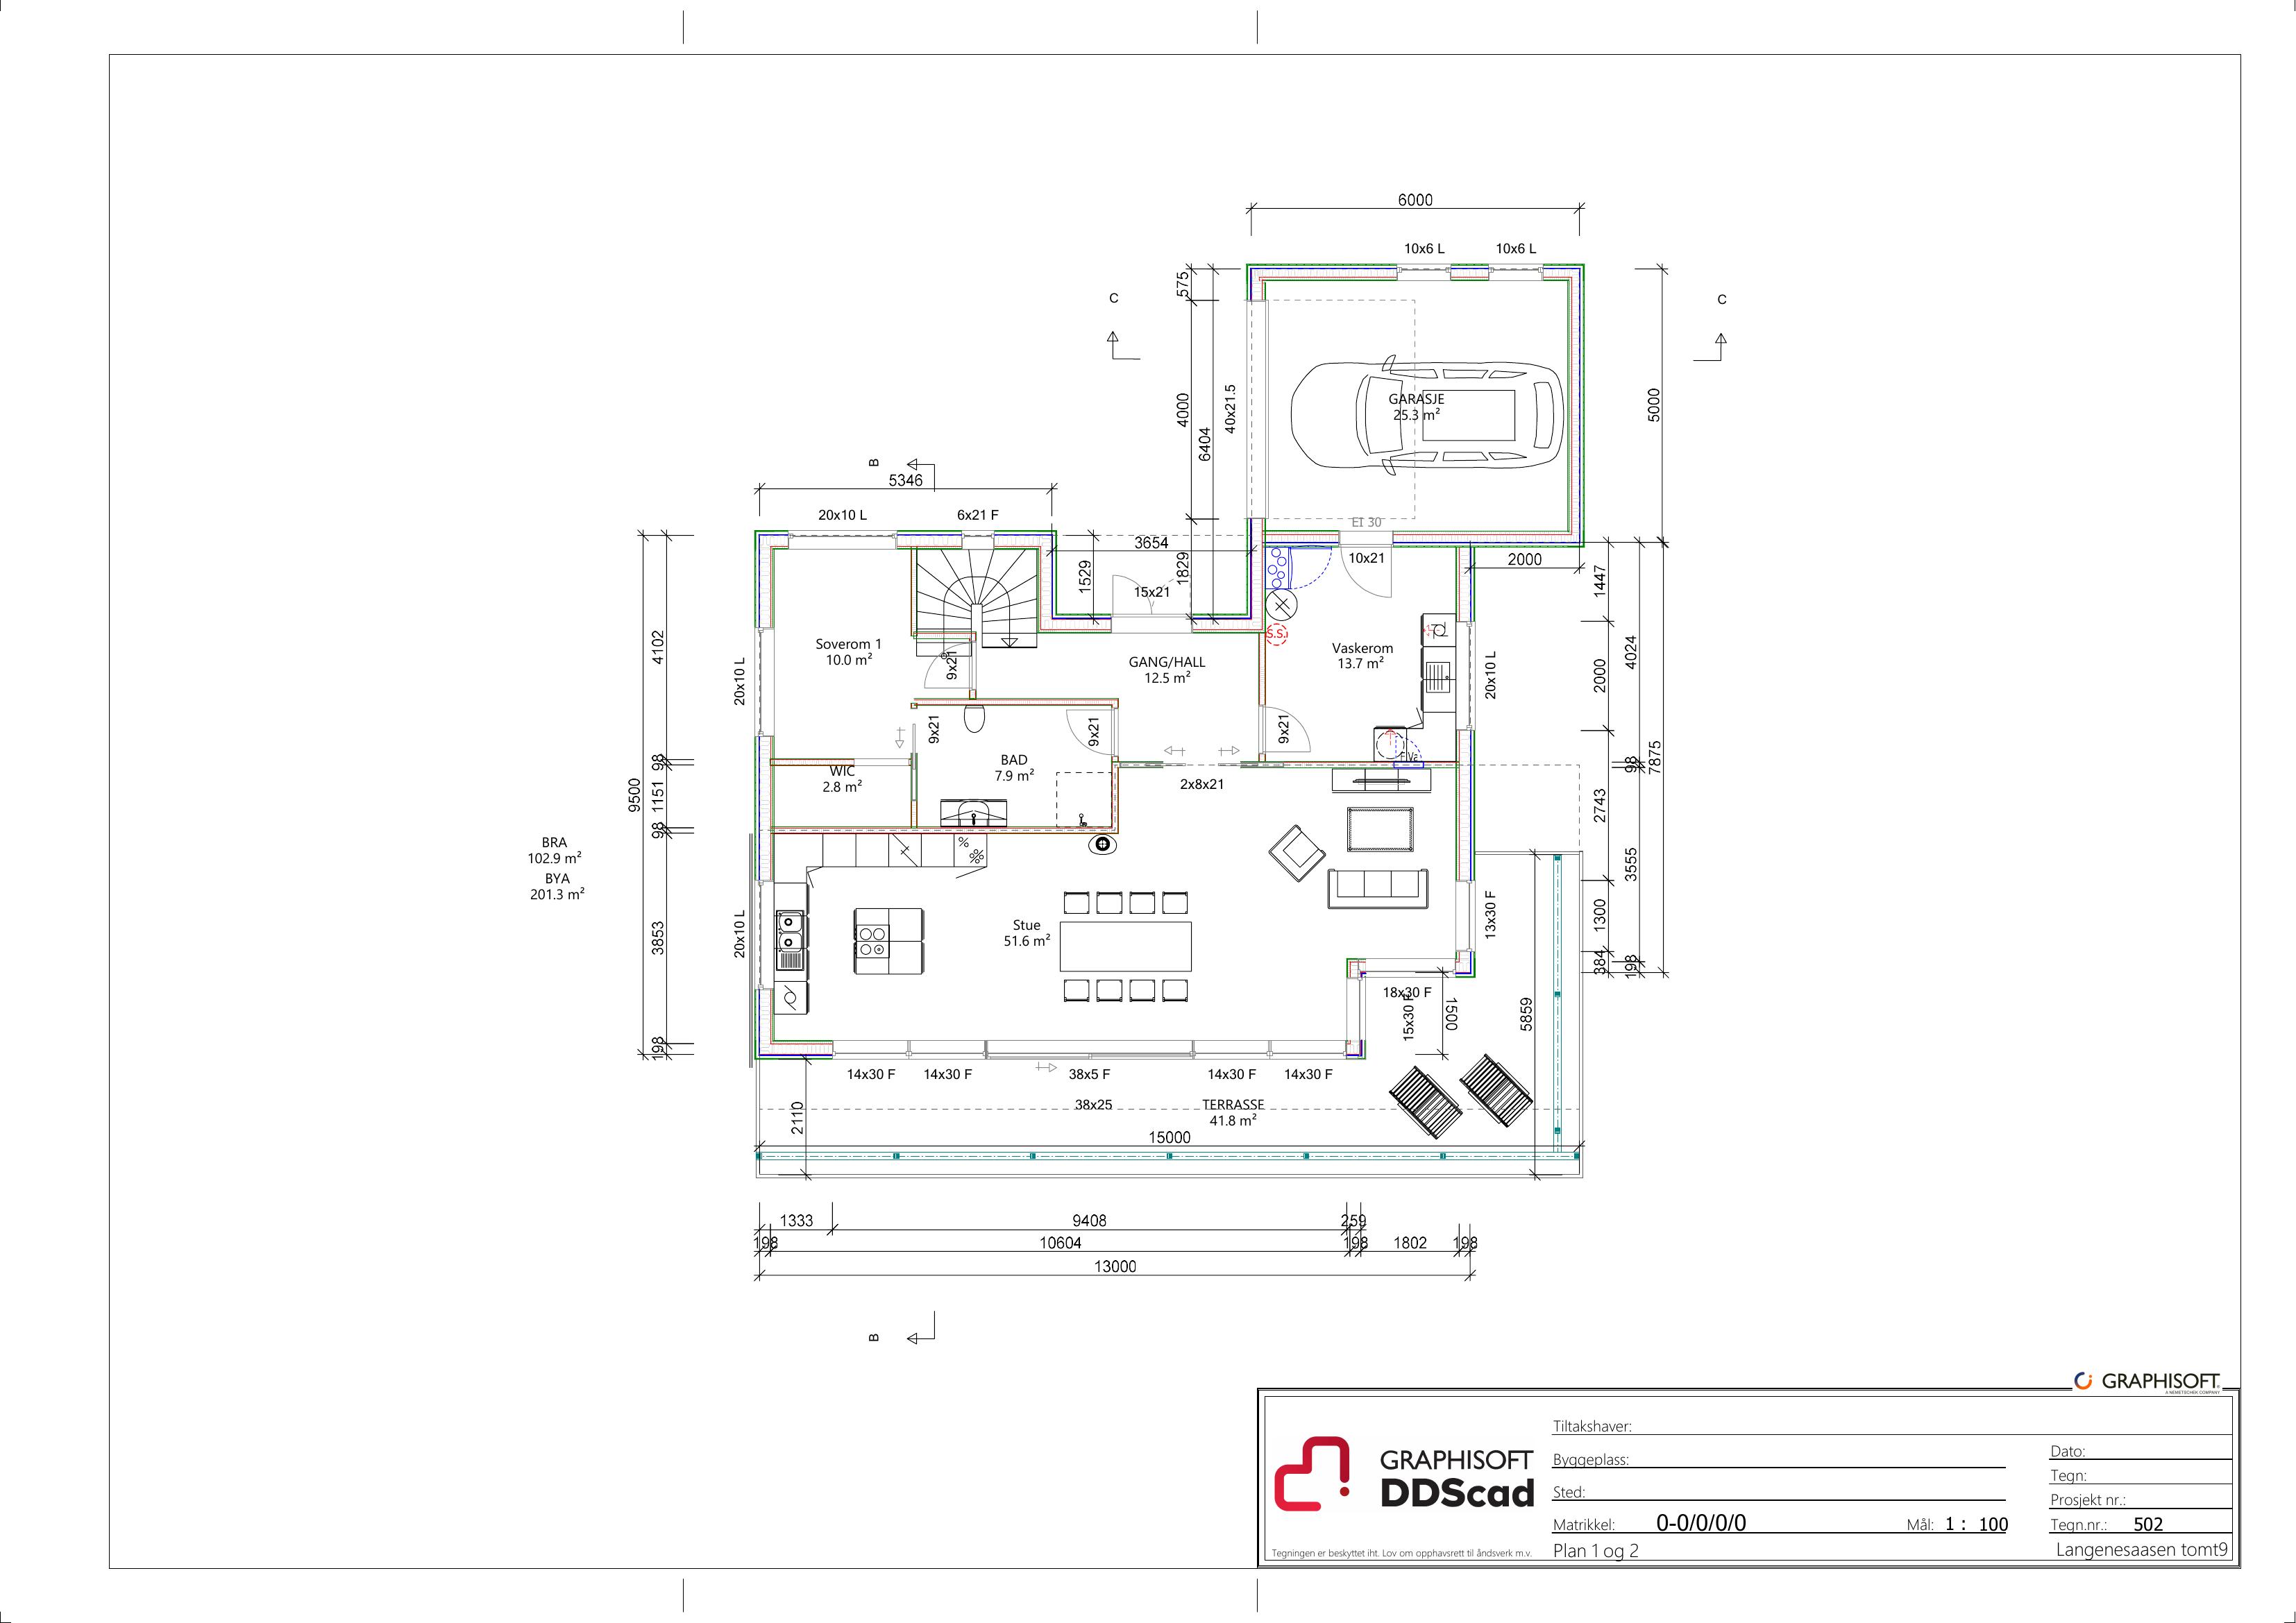 6000
10x6 L
10x6 L
575
C
C
4000
6404
40x21.5
GARASJE
25.3 m²
5000
B
5346
20x10 L
6x21 F
EI 30
3654
10x21
2000
1529
1829
15x21
1447
S.S.
4102
Soverom 1
10.0 m²
9x21
GANG/HALL
12.5 m²
Vaskerom
13.7 m²
20x10 L
20x10 L
2000
4024
9x21
9x21
9x21
98
WIC
2.8 m²
BAD
7.9 m²
2x8x21
98
7875
9500
1151
98
2743
BRA
102.9 m²
BYA
201.3 m²
3555
3853
20x10 L
Stue
51.6 m²
13x30 F
1300
384
198
18x30 F
15x30 F
1500
5859
198
14x30 F
14x30 F
38x5 F
14x30 F
14x30 F
38x25
TERRASSE
41.8 m²
2110
15000
1333
9408
259
198
10604
198
1802
198
13000
B
GRAPHISOFT
A NEMETSCHEK COMPANY
GRAPHISOFT
DDScad
Tegningen er beskyttet iht. Lov om opphavsrett til åndsverk m.v.
Tiltakshaver:
Byggeplass:
Sted:
Matrikkel: 0-0/0/0/0
Mål: 1 : 100
Plan 1 og 2
Dato:
Tegn:
Prosjekt nr.:
Tegn.nr.: 502
Langenesaasen tomt9